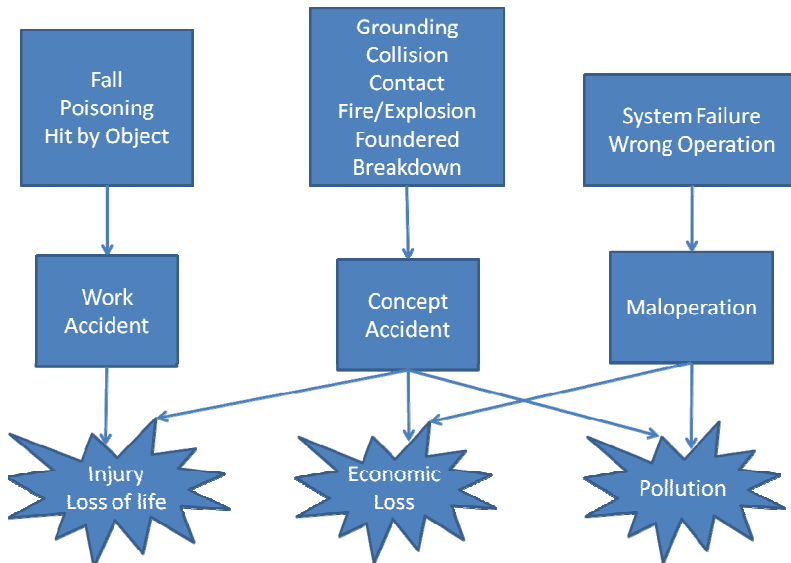 Fall
Poisoning
Hit by Object
Grounding
Collision
Contact
Fire/Explosion
Foundered
Breakdown
System Failure
Wrong Operation
Work
Accident
Concept
Accident
Maloperation
Injury
Loss of life
Economic
Loss
Pollution